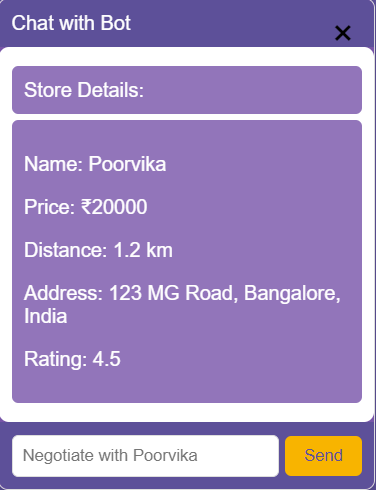 Chat with Bot
×
Store Details:
Name: Poorvika
Price: ₹20000
Distance: 1.2 km
Address: 123 MG Road, Bangalore,
India
Rating: 4.5
Negotiate with Poorvika
Send